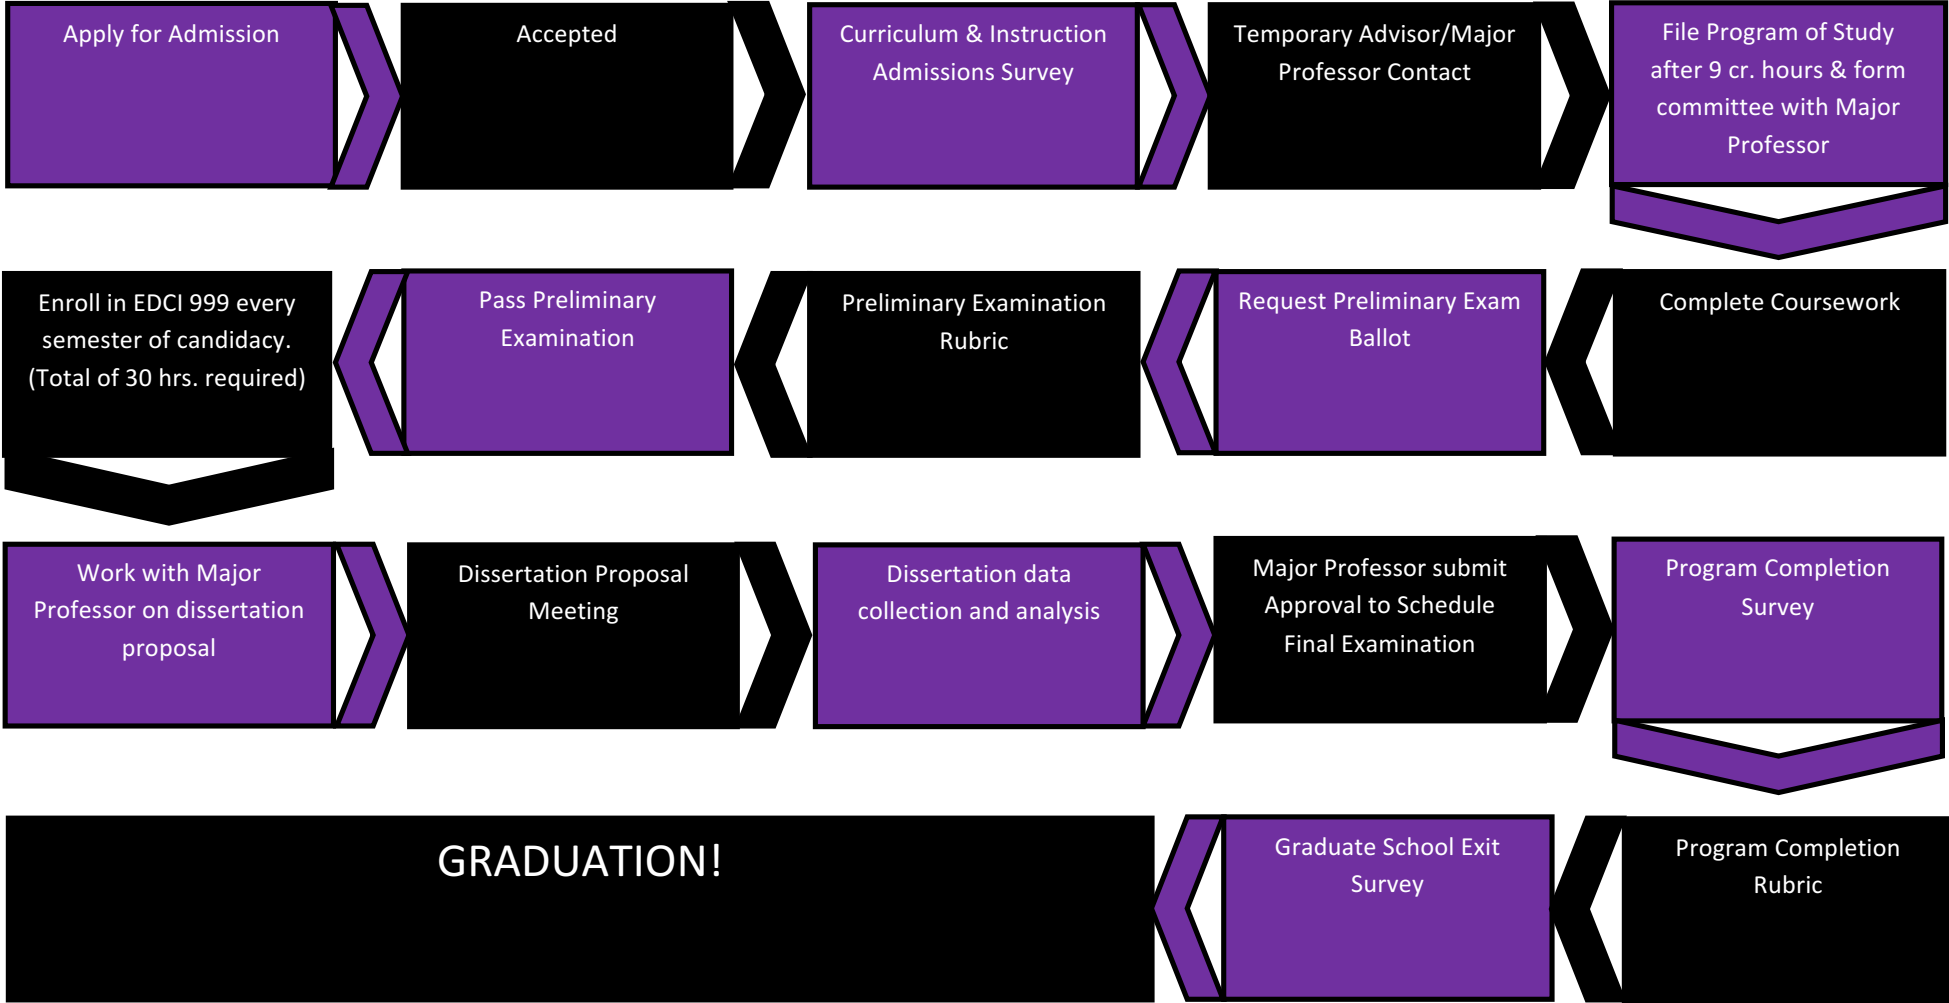 Apply for Admission
Accepted
Curriculum & Instruction
Admissions Survey
Temporary Advisor/Major
Professor Contact
File Program of Study
after 9 cr. hours & form
committee with Major
Professor
Complete Coursework
Request Preliminary Exam
Ballot
Preliminary Examination
Rubric
Pass Preliminary
Examination
Enroll in EDCI 999 every
semester of candidacy.
(Total of 30 hrs. required)
Work with Major
Professor on dissertation
proposal
Dissertation Proposal
Meeting
Dissertation data
collection and analysis
Major Professor submit
Approval to Schedule
Final Examination
Program Completion
Survey
Program Completion
Rubric
Graduate School Exit
Survey
GRADUATION!